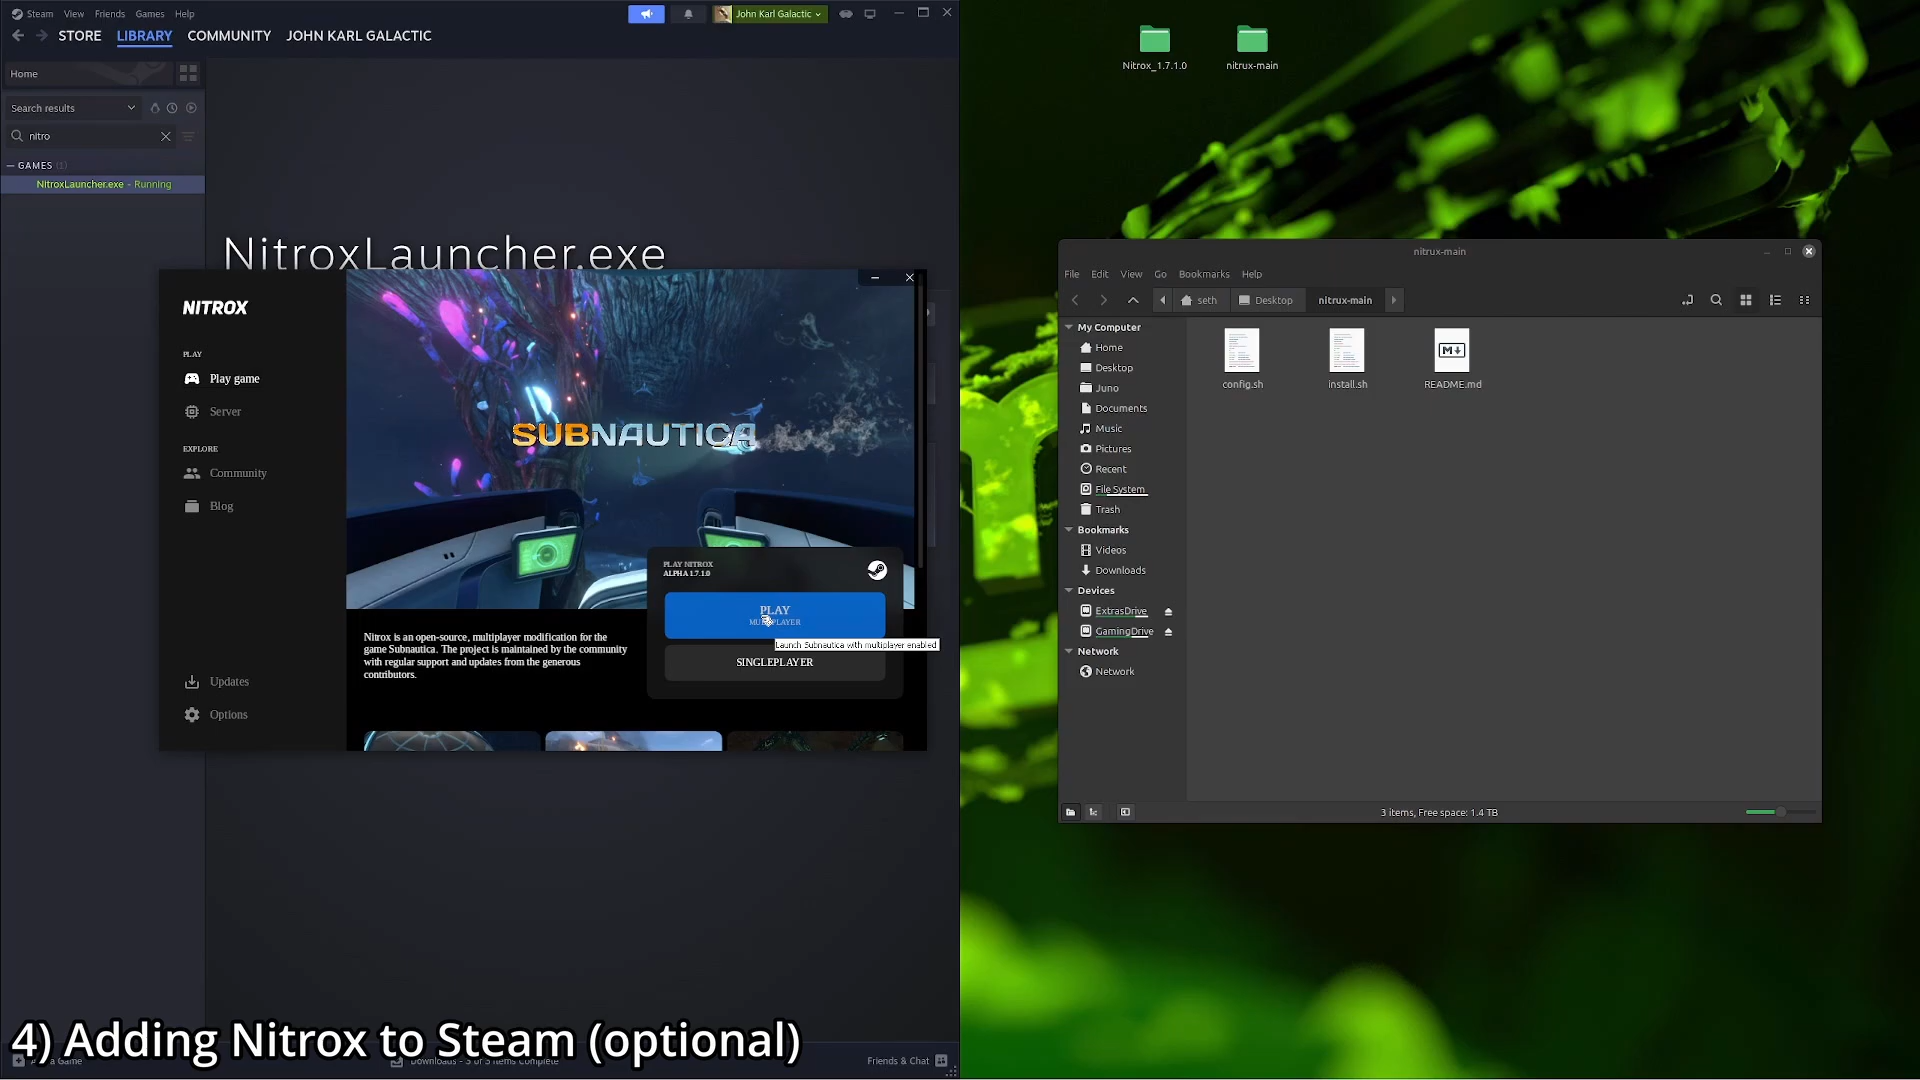 Steam View Friends Games Help
John Karl Galactic
STORE LIBRARY COMMUNITY JOHN KARL GALACTIC
Home
Search results
nitro
GAMES (1)
NitroxLauncher.exe - Running
NitroxLauncher.exe
NITROX
PLAY
Play game
Server
EXPLORE
Community
Blog
Updates
Options
SUBNAUTICA
PLAY NITROX
ALPHA 1.7.1.0
PLAY
Launch Subnautica with multiplayer enabled
SINGLEPLAYER
Nitrox is an open-source, multiplayer modification for the
game Subnautica. The project is maintained by the community
with regular support and updates from the generous
contributors.
4) Adding Nitrox to Steam (optional)
Friends & Chat
Nitrox_1.7.1.0
nitrux-main
nitrux-main
File Edit View Go Bookmarks Help
seth Desktop nitrux-main
My Computer
Home
Desktop
Juno
Documents
Music
Pictures
Recent
File System
Trash
Bookmarks
Videos
Downloads
Devices
ExtrasDrive
GamingDrive
Network
Network
config.sh
install.sh
M↓
README.md
3 items, Free space: 1.4 TB